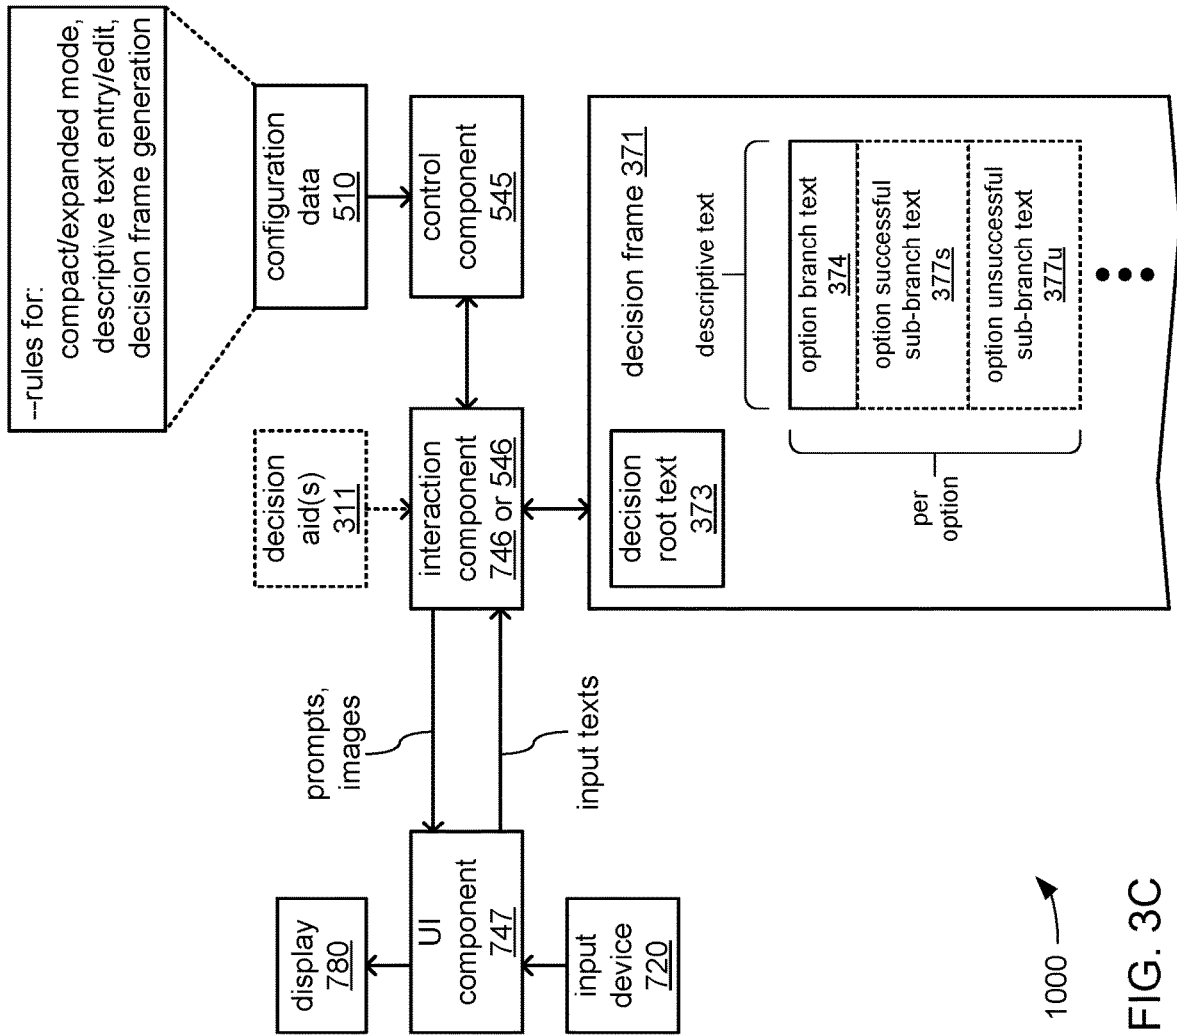 --rules for:
compact/expanded mode,
descriptive text entry/edit,
decision frame generation
configuration
data
510
control
component
545
decision
aid(s)
311
interaction
component
746 or 546
prompts,
images
input texts
display
780
UI
component
747
input
device
720
decision frame 371
decision
root text
373
descriptive text
option branch text
374
option successful
sub-branch text
377s
option unsuccessful
sub-branch text
377u
per
option
1000
FIG. 3C